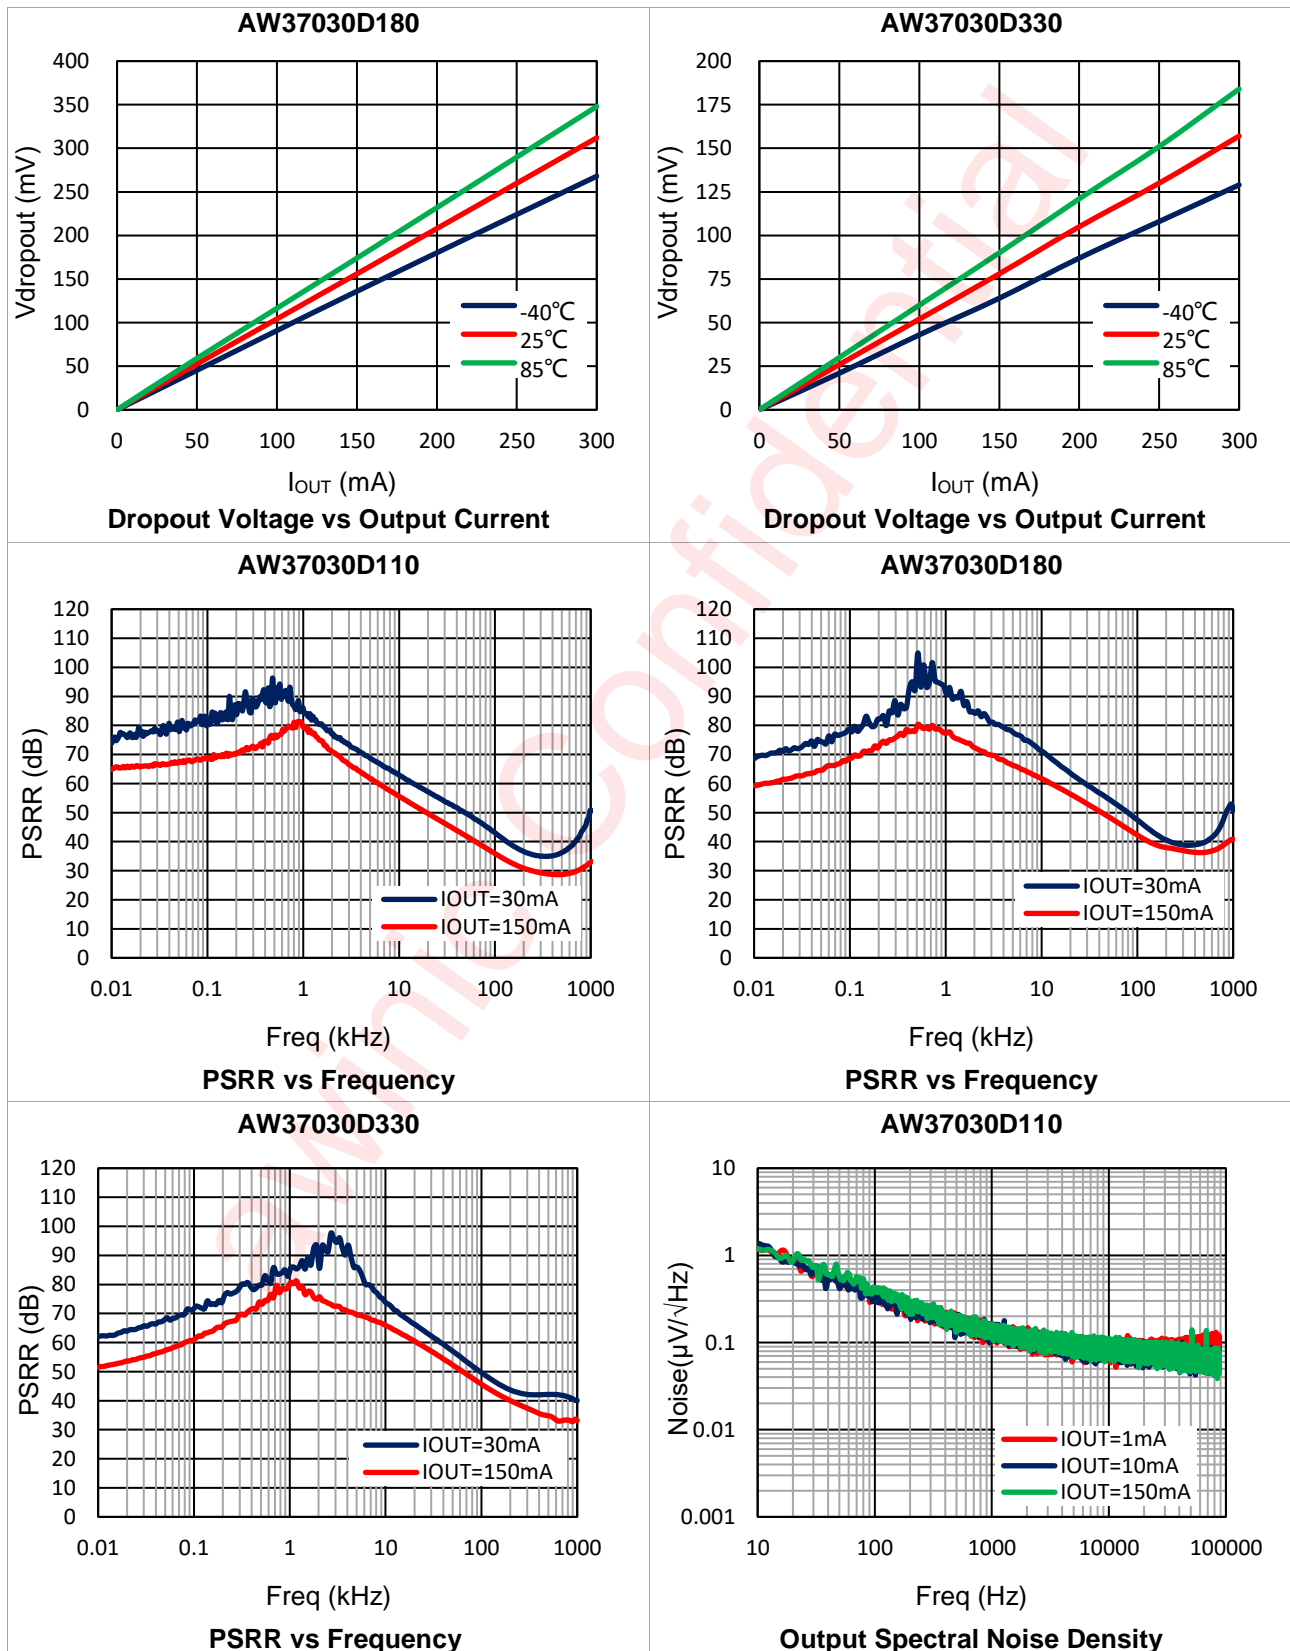 AW37030D180
400
350
300
250
200
150
100
50
0
Vdropout (mV)
-40℃
25℃
85℃
0 50 100 150 200 250 300
IOUT (mA)
Dropout Voltage vs Output Current
AW37030D330
200
175
150
125
100
75
50
25
0
Vdropout (mV)
-40℃
25℃
85℃
0 50 100 150 200 250 300
IOUT (mA)
Dropout Voltage vs Output Current
AW37030D110
120
110
100
90
80
70
60
50
40
30
20
10
0
PSRR (dB)
IOUT=30mA
IOUT=150mA
0.01 0.1 1 10 100 1000
Freq (kHz)
PSRR vs Frequency
AW37030D180
120
110
100
90
80
70
60
50
40
30
20
10
0
PSRR (dB)
IOUT=30mA
IOUT=150mA
0.01 0.1 1 10 100 1000
Freq (kHz)
PSRR vs Frequency
AW37030D330
120
110
100
90
80
70
60
50
40
30
20
10
0
PSRR (dB)
IOUT=30mA
IOUT=150mA
0.01 0.1 1 10 100 1000
Freq (kHz)
PSRR vs Frequency
AW37030D110
10
1
0.1
0.01
0.001
Noise(μV/√Hz)
IOUT=1mA
IOUT=10mA
IOUT=150mA
10 100 1000 10000 100000
Freq (Hz)
Output Spectral Noise Density
awinic Confidential